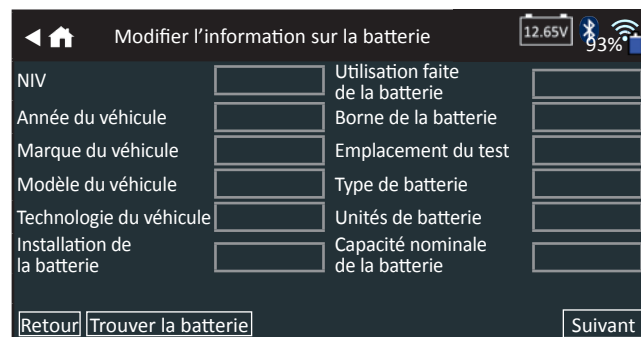 Modifier l'information sur la batterie
12.65V
93%
NIV
Utilisation faite
de la batterie
Année du véhicule
Borne de la batterie
Marque du véhicule
Emplacement du test
Modèle du véhicule
Type de batterie
Technologie du véhicule
Unités de batterie
Installation de
la batterie
Capacité nominale
de la batterie
Retour
Trouver la batterie
Suivant